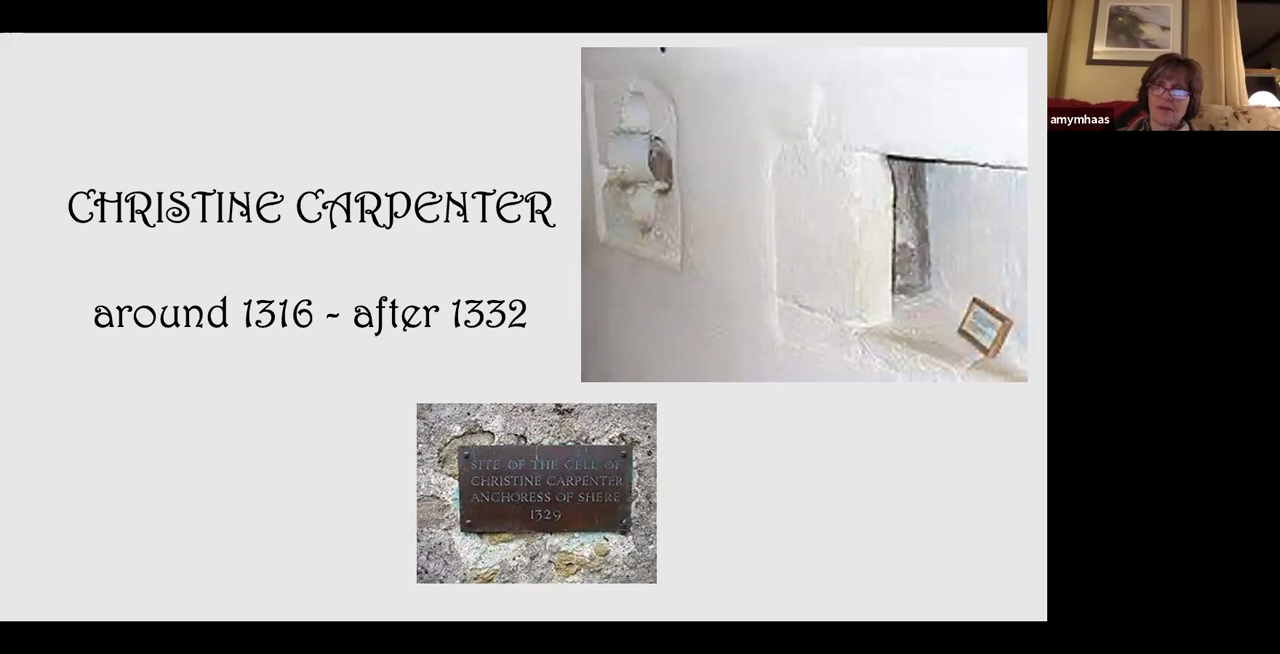 CHRISTINE CARPENTER
around 1316 - after 1332
SITE OF THE CELL OF
CHRISTINE CARPENTER
ANCHORESS OF SHERE
1329
amymhaas